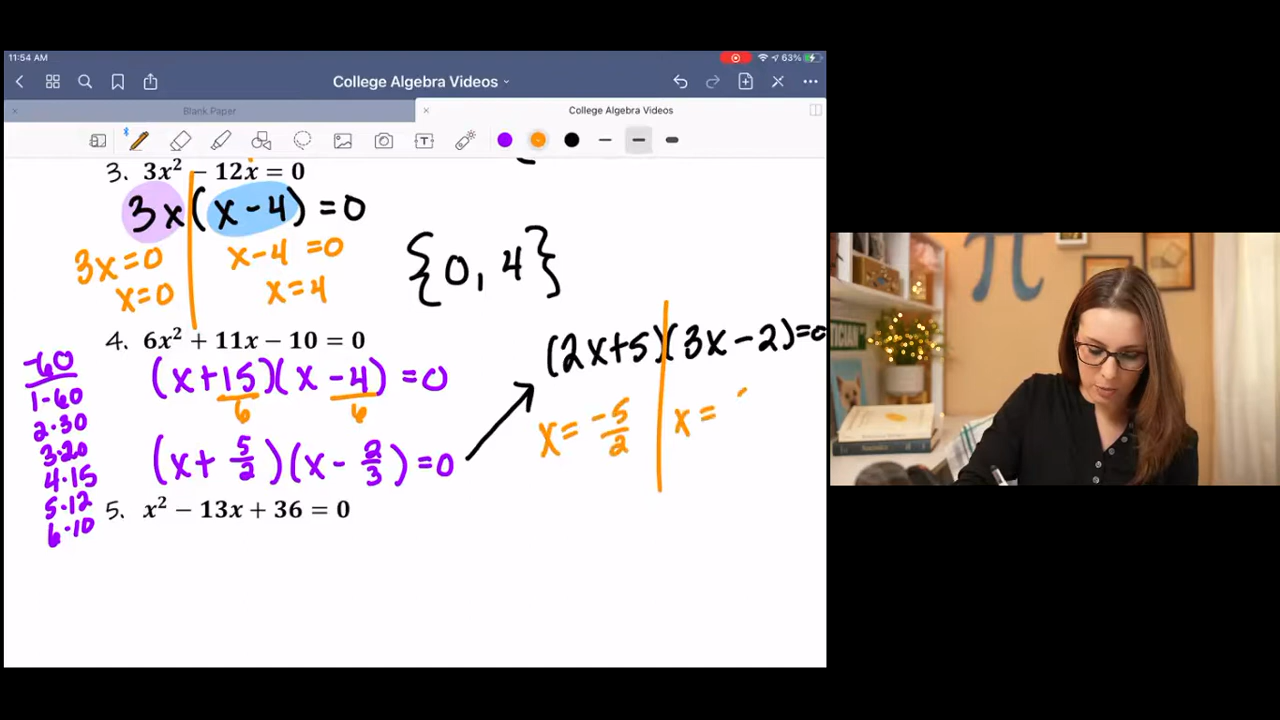 11:54 AM
63%
College Algebra Videos
Blank Paper
College Algebra Videos
T
3. 3x² − 12x = 0
3x(x-4) = 0
3x=0
x-4=0
x=0
x=4
{0, 4}
4. 6x² + 11x − 10 = 0
(2x+5)(3x-2)=0
-60
1-60
2·30
3·20
4·15
5·12
6·10
(x+15/6)(x-4/6) = 0
(x+ 5/2)(x- 2/3)=0
x= -5/2
x=
5. x² − 13x + 36 = 0